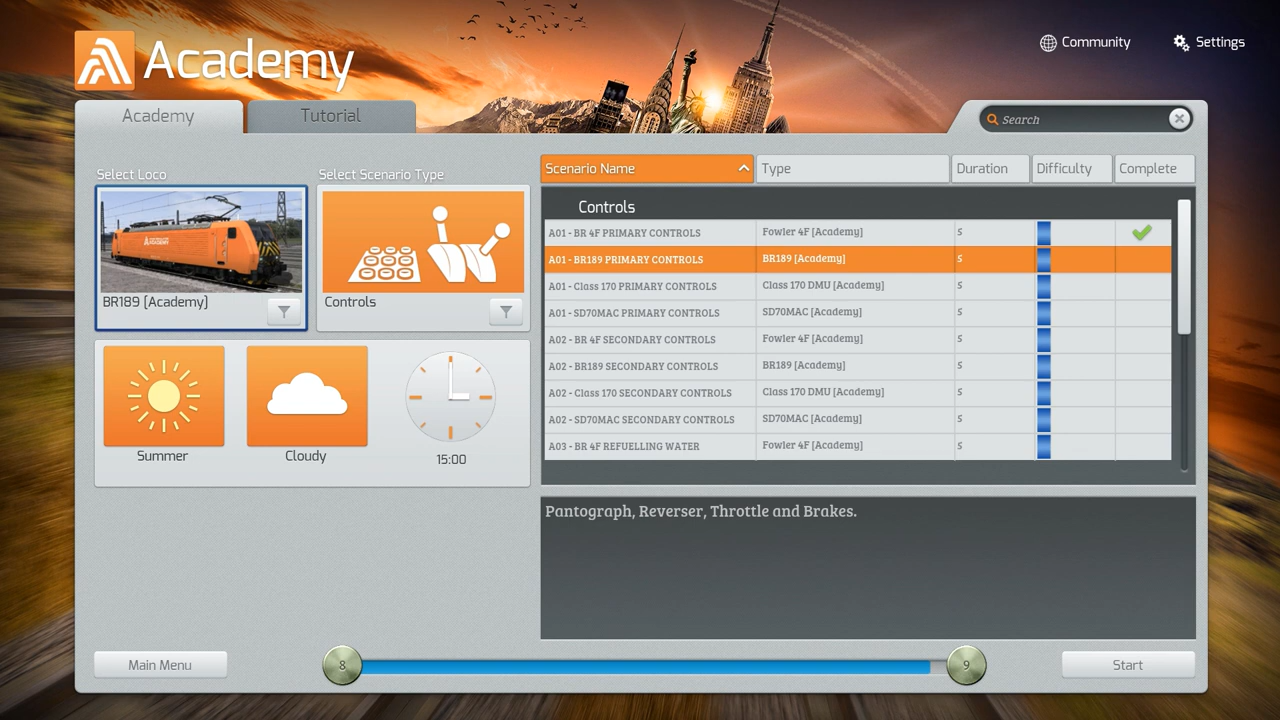 Academy
Community
Settings
Academy
Tutorial
Search
Select Loco
Select Scenario Type
BR189 [Academy]
Controls
Summer
Cloudy
15:00
Scenario Name Type Duration Difficulty Complete
Controls
A01 - BR 4F PRIMARY CONTROLS Fowler 4F [Academy] 5
A01 - BR189 PRIMARY CONTROLS BR189 [Academy] 5
A01 - Class 170 PRIMARY CONTROLS Class 170 DMU [Academy] 5
A01 - SD70MAC PRIMARY CONTROLS SD70MAC [Academy] 5
A02 - BR 4F SECONDARY CONTROLS Fowler 4F [Academy] 5
A02 - BR189 SECONDARY CONTROLS BR189 [Academy] 5
A02 - Class 170 SECONDARY CONTROLS Class 170 DMU [Academy] 5
A02 - SD70MAC SECONDARY CONTROLS SD70MAC [Academy] 5
A03 - BR 4F REFUELLING WATER Fowler 4F [Academy] 5
Pantograph, Reverser, Throttle and Brakes.
Main Menu
8
9
Start